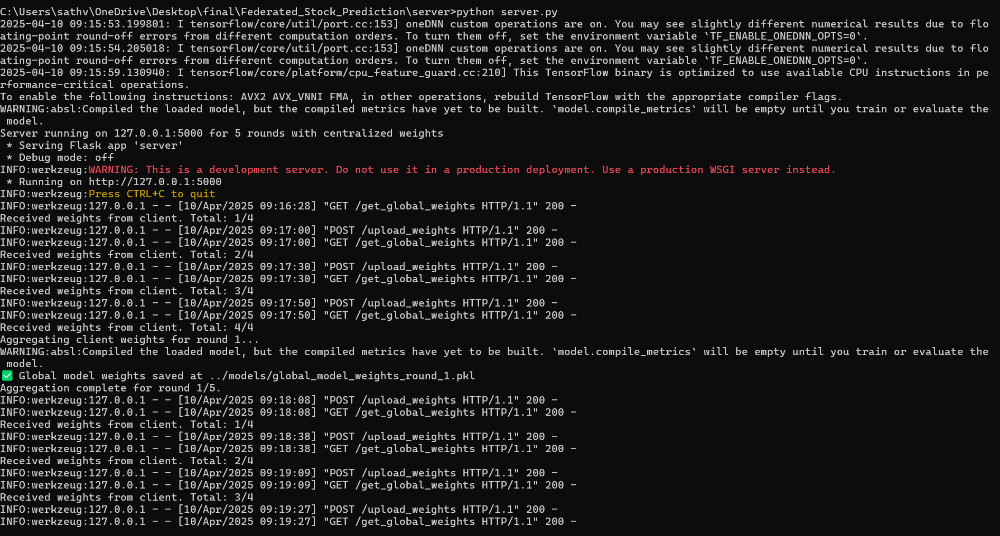 C:\Users\sathv\OneDrive\Desktop\final\Federated_Stock_Prediction\server>python server.py
2025-04-10 09:15:53.199801: I tensorflow/core/util/port.cc:153] oneDNN custom operations are on. You may see slightly different numerical results due to flo
ating-point round-off errors from different computation orders. To turn them off, set the environment variable `TF_ENABLE_ONEDNN_OPTS=0`.
2025-04-10 09:15:54.205018: I tensorflow/core/util/port.cc:153] oneDNN custom operations are on. You may see slightly different numerical results due to flo
ating-point round-off errors from different computation orders. To turn them off, set the environment variable `TF_ENABLE_ONEDNN_OPTS=0`.
2025-04-10 09:15:59.130940: I tensorflow/core/platform/cpu_feature_guard.cc:210] This TensorFlow binary is optimized to use available CPU instructions in pe
rformance-critical operations.
To enable the following instructions: AVX2 AVX_VNNI FMA, in other operations, rebuild TensorFlow with the appropriate compiler flags.
WARNING:absl:Compiled the loaded model, but the compiled metrics have yet to be built. `model.compile_metrics` will be empty until you train or evaluate the
 model.
Server running on 127.0.0.1:5000 for 5 rounds with centralized weights
 * Serving Flask app 'server'
 * Debug mode: off
INFO:werkzeug:WARNING: This is a development server. Do not use it in a production deployment. Use a production WSGI server instead.
 * Running on http://127.0.0.1:5000
INFO:werkzeug:Press CTRL+C to quit
INFO:werkzeug:127.0.0.1 - - [10/Apr/2025 09:16:28] "GET /get_global_weights HTTP/1.1" 200 -
Received weights from client. Total: 1/4
INFO:werkzeug:127.0.0.1 - - [10/Apr/2025 09:17:00] "POST /upload_weights HTTP/1.1" 200 -
INFO:werkzeug:127.0.0.1 - - [10/Apr/2025 09:17:00] "GET /get_global_weights HTTP/1.1" 200 -
Received weights from client. Total: 2/4
INFO:werkzeug:127.0.0.1 - - [10/Apr/2025 09:17:30] "POST /upload_weights HTTP/1.1" 200 -
INFO:werkzeug:127.0.0.1 - - [10/Apr/2025 09:17:30] "GET /get_global_weights HTTP/1.1" 200 -
Received weights from client. Total: 3/4
INFO:werkzeug:127.0.0.1 - - [10/Apr/2025 09:17:50] "POST /upload_weights HTTP/1.1" 200 -
INFO:werkzeug:127.0.0.1 - - [10/Apr/2025 09:17:50] "GET /get_global_weights HTTP/1.1" 200 -
Received weights from client. Total: 4/4
Aggregating client weights for round 1...
WARNING:absl:Compiled the loaded model, but the compiled metrics have yet to be built. `model.compile_metrics` will be empty until you train or evaluate the
 model.
✅ Global model weights saved at ../models/global_model_weights_round_1.pkl
Aggregation complete for round 1/5.
INFO:werkzeug:127.0.0.1 - - [10/Apr/2025 09:18:08] "POST /upload_weights HTTP/1.1" 200 -
INFO:werkzeug:127.0.0.1 - - [10/Apr/2025 09:18:08] "GET /get_global_weights HTTP/1.1" 200 -
Received weights from client. Total: 1/4
INFO:werkzeug:127.0.0.1 - - [10/Apr/2025 09:18:38] "POST /upload_weights HTTP/1.1" 200 -
INFO:werkzeug:127.0.0.1 - - [10/Apr/2025 09:18:38] "GET /get_global_weights HTTP/1.1" 200 -
Received weights from client. Total: 2/4
INFO:werkzeug:127.0.0.1 - - [10/Apr/2025 09:19:09] "POST /upload_weights HTTP/1.1" 200 -
INFO:werkzeug:127.0.0.1 - - [10/Apr/2025 09:19:09] "GET /get_global_weights HTTP/1.1" 200 -
Received weights from client. Total: 3/4
INFO:werkzeug:127.0.0.1 - - [10/Apr/2025 09:19:27] "POST /upload_weights HTTP/1.1" 200 -
INFO:werkzeug:127.0.0.1 - - [10/Apr/2025 09:19:27] "GET /get_global_weights HTTP/1.1" 200 -